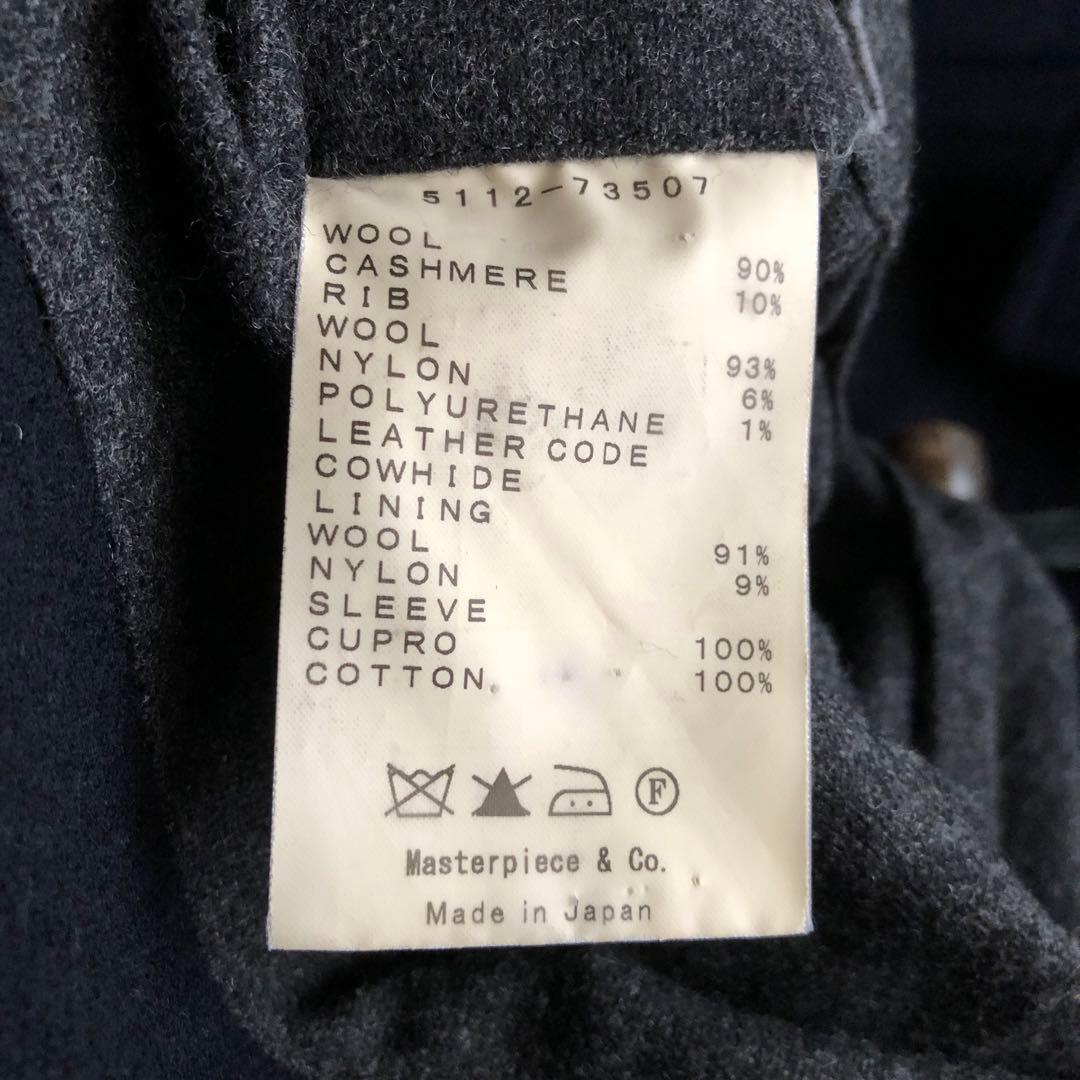 5112-73507
WOOL 90%
CASHMERE 10%
RIB
WOOL 93%
NYLON 6%
POLYURETHANE 1%
LEATHER CODE
COWHIDE
LINING
WOOL 91%
NYLON 9%
SLEEVE
CUPRO 100%
COTTON 100%
F
Masterpiece & Co.
Made in Japan